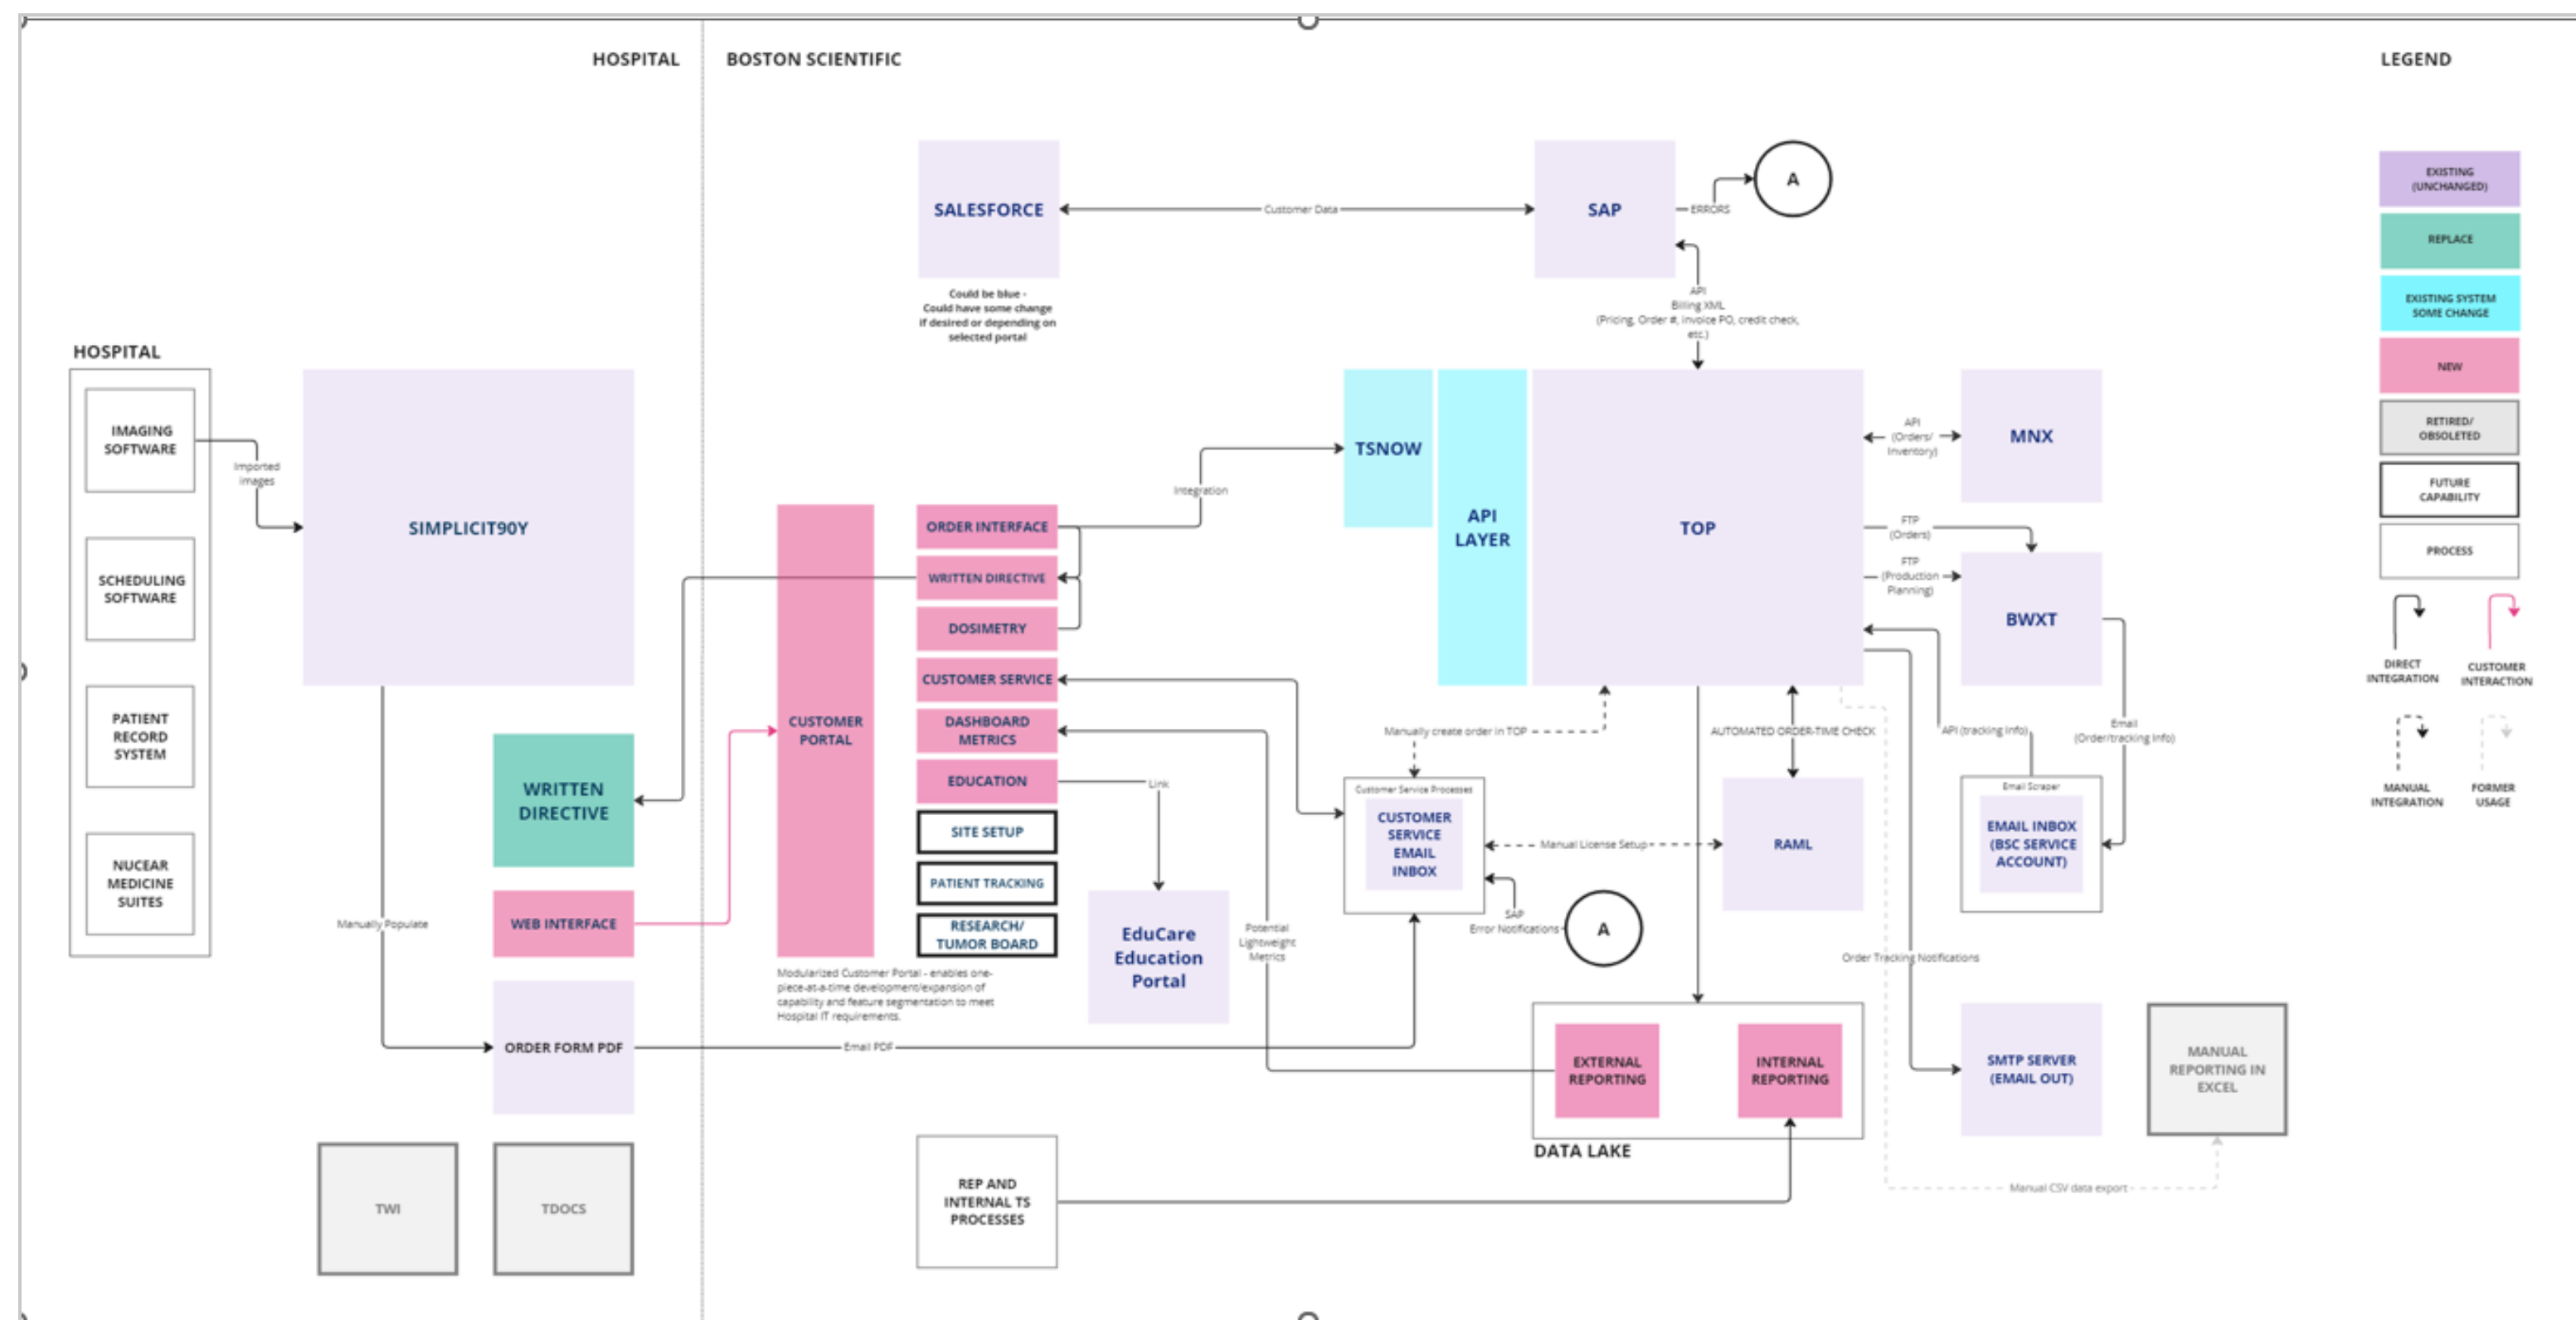 HOSPITAL
BOSTON SCIENTIFIC
LEGEND
SALESFORCE
Customer Data
SAP
ERRORS
A
Could be blue -
Could have some change
if desired or depending on
selected portal
API
Billing XML
(Pricing, Order #, invoice PO, credit check,
etc.)
HOSPITAL
IMAGING
SOFTWARE
Imported
images
SCHEDULING
SOFTWARE
PATIENT
RECORD
SYSTEM
NUCEAR
MEDICINE
SUITES
SIMPLICIT90Y
Manually Populate
WRITTEN
DIRECTIVE
WEB INTERFACE
ORDER FORM PDF
Email PDF
TWI
TDOCS
CUSTOMER
PORTAL
ORDER INTERFACE
WRITTEN DIRECTIVE
DOSIMETRY
CUSTOMER SERVICE
DASHBOARD
METRICS
EDUCATION
SITE SETUP
PATIENT TRACKING
RESEARCH/
TUMOR BOARD
Modularized Customer Portal - enables one-
piece-at-a-time development/expansion of
capability and feature segmentation to meet
Hospital IT requirements.
Integration
Link
EduCare
Education
Portal
Potential
Lightweight
Metrics
REP AND
INTERNAL TS
PROCESSES
TSNOW
API
LAYER
TOP
API
(Orders/
Inventory)
MNX
FTP
(Orders)
FTP
(Production
Planning)
BWXT
Manually create order in TOP
AUTOMATED ORDER-TIME CHECK
API (tracking Info)
Email
(Order/tracking Info)
Customer Service Processes
CUSTOMER
SERVICE
EMAIL
INBOX
Manual License Setup
RAML
Email Scraper
EMAIL INBOX
(BSC SERVICE
ACCOUNT)
SAP
Error Notifications
A
Order Tracking Notifications
EXTERNAL
REPORTING
INTERNAL
REPORTING
DATA LAKE
SMTP SERVER
(EMAIL OUT)
MANUAL
REPORTING IN
EXCEL
Manual CSV data export
EXISTING
(UNCHANGED)
REPLACE
EXISTING SYSTEM
SOME CHANGE
NEW
RETIRED/
OBSOLETED
FUTURE
CAPABILITY
PROCESS
DIRECT
INTEGRATION
CUSTOMER
INTERACTION
MANUAL
INTEGRATION
FORMER
USAGE